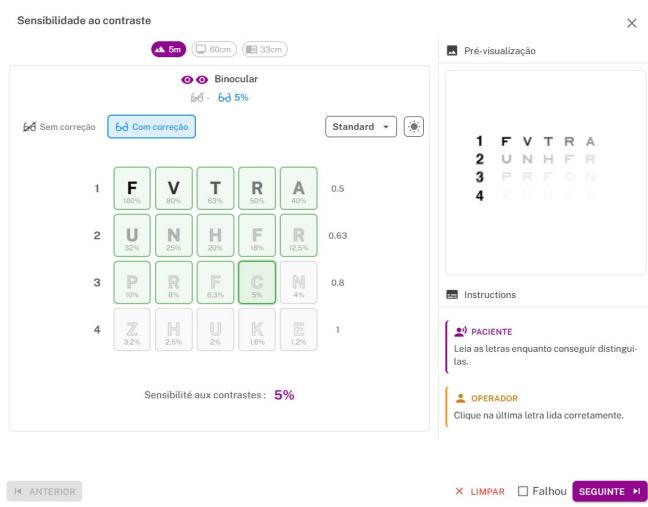 Sensibilidade ao contraste
5m 60cm 33cm
Binocular
- 5%
Sem correção Com correção Standard
1 F V T R A 0.5
100% 80% 63% 50% 40%
2 U N H F R 0.63
32% 25% 20% 16% 12,5%
3 P R F C N 0.8
10% 8% 6,3% 5% 4%
4 Z H U K E 1
3.2% 2,5% 2% 1,6% 1,2%
Sensibilité aux contrastes : 5%
Pré-visualização
1 F V T R A
2 U N H F R
3 P R F C N
4 Z H U K E
Instructions
PACIENTE
Leia as letras enquanto conseguir distingui-
las.
OPERADOR
Clique na última letra lida corretamente.
ANTERIOR LIMPAR Falhou SEGUINTE